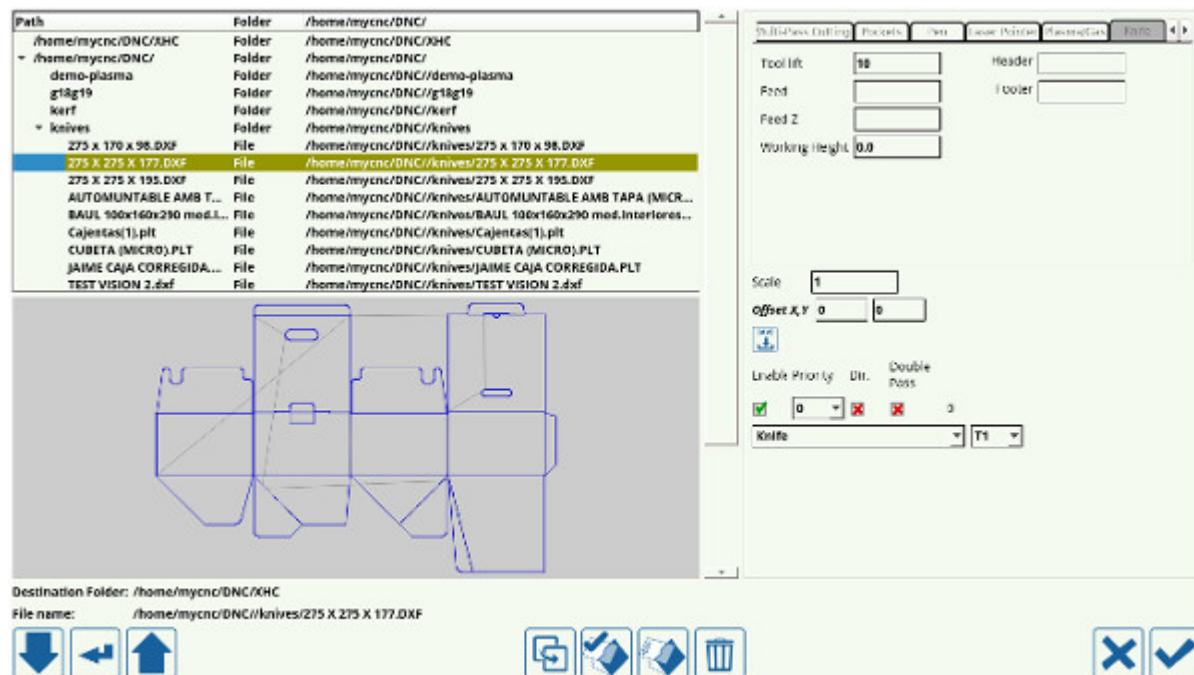 Path Folder /home/mycnc/DNC/
/home/mycnc/DNC/XHC Folder /home/mycnc/DNC/XHC
/home/mycnc/DNC/ Folder /home/mycnc/DNC/
demo-plasma Folder /home/mycnc/DNC//demo-plasma
g18g19 Folder /home/mycnc/DNC//g18g19
kerf Folder /home/mycnc/DNC//kerf
knives Folder /home/mycnc/DNC//knives
275 x 170 x 98.DXF File /home/mycnc/DNC//knives/275 x 170 x 98.DXF
275 X 275 X 177.DXF File /home/mycnc/DNC//knives/275 X 275 X 177.DXF
275 X 275 X 195.DXF File /home/mycnc/DNC//knives/275 X 275 X 195.DXF
AUTOMUNTABLE AMB T... File /home/mycnc/DNC//knives/AUTOMUNTABLE AMB TAPA (MICR...
BAUL 100x160x290 mod.I... File /home/mycnc/DNC//knives/BAUL 100x160x290 mod.Interiores...
Cajentas(1).plt File /home/mycnc/DNC//knives/Cajentas(1).plt
CUBETA (MICRO).PLT File /home/mycnc/DNC//knives/CUBETA (MICRO).PLT
JAIME CAJA CORREGIDA.... File /home/mycnc/DNC//knives/JAIME CAJA CORREGIDA.PLT
TEST VISION 2.dxf File /home/mycnc/DNC//knives/TEST VISION 2.dxf
Multi-Pass Cutting Pockets Pen Laser Pointer Plasma/Gas Knife
Tool lift 10 Header
Feed Footer
Feed Z
Working Height 0.0
Scale 1
Offset X,Y 0 0
Enable Priority Dir. Double Pass
0
Knife T1
Destination Folder: /home/mycnc/DNC/XHC
File name: /home/mycnc/DNC//knives/275 X 275 X 177.DXF